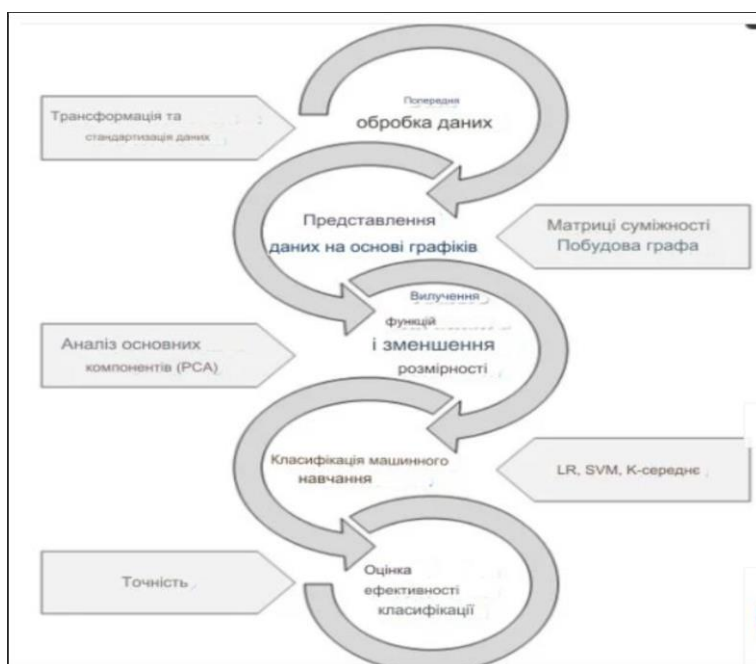 Попередня
обробка даних
Трансформація та
стандартизація даних
Представлення
даних на основі графіків
Матриці суміжності
Побудова графа
Вилучення
функцій
і зменшення
розмірності
Аналіз основних
компонентів (PCA)
Класифікація машинного
навчання
LR, SVM, K-середнє
Оцінка
ефективності
класифікації
Точність